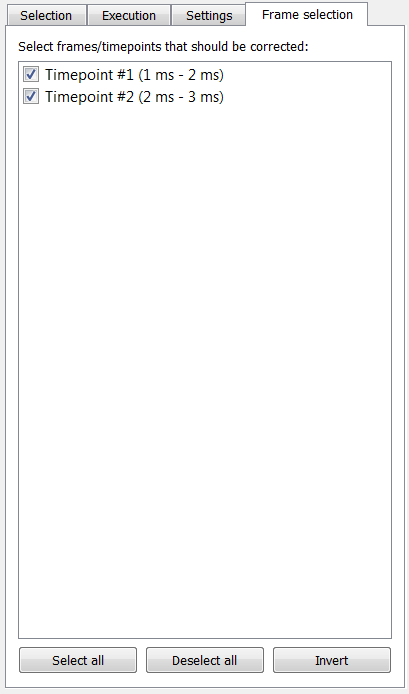 Selection Execution Settings Frame selection
Select frames/timepoints that should be corrected:
Timepoint #1 (1 ms - 2 ms)
Timepoint #2 (2 ms - 3 ms)
Select all Deselect all Invert